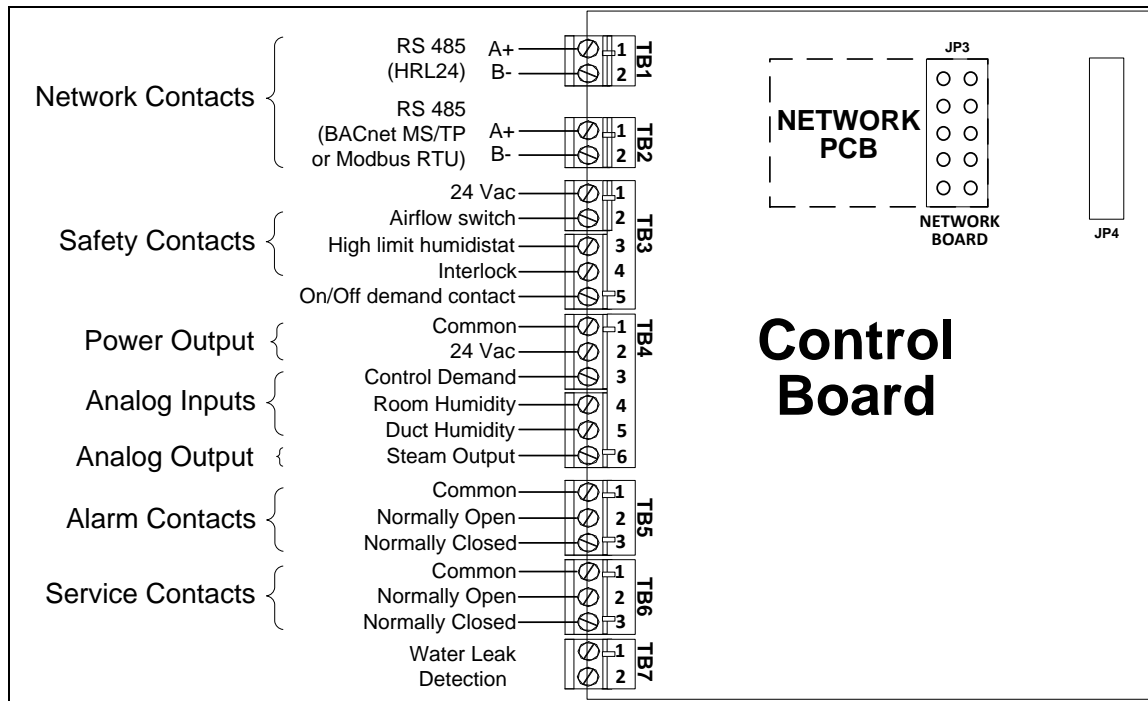 Network Contacts
RS 485
(HRL24)
A+
B-
1
2
TB1
RS 485
(BACnet MS/TP
or Modbus RTU)
A+
B-
1
2
TB2
Safety Contacts
24 Vac
Airflow switch
High limit humidistat
Interlock
On/Off demand contact
1
2
3
4
5
TB3
Power Output
Analog Inputs
Analog Output
Common
24 Vac
Control Demand
Room Humidity
Duct Humidity
Steam Output
1
2
3
4
5
6
TB4
Alarm Contacts
Common
Normally Open
Normally Closed
1
2
3
TB5
Service Contacts
Common
Normally Open
Normally Closed
1
2
3
TB6
Water Leak
Detection
1
2
TB7
JP3
NETWORK
PCB
NETWORK
BOARD
JP4
Control
Board